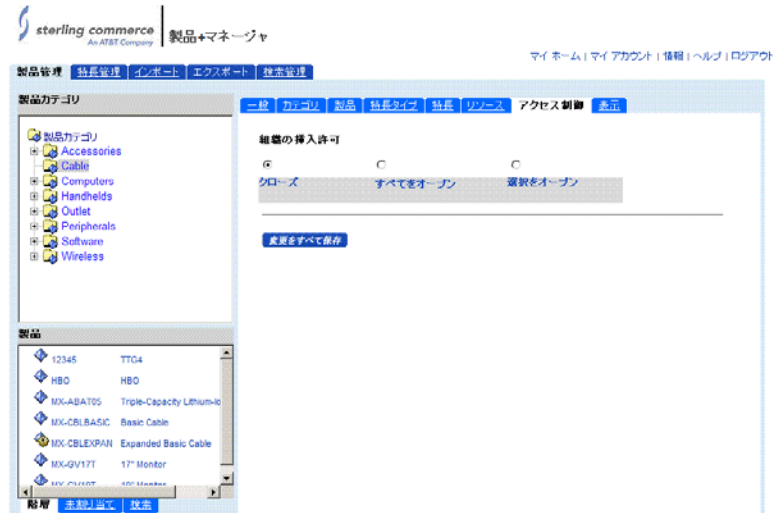 sterling commerce
An AT&T Company
製品+マネージャ
マイ ホーム | マイ アカウント | 情報 | ヘルプ | ログアウト
製品管理 特長管理 インポート エクスポート 検索管理
製品カテゴリ
一般 カテゴリ 製品 特長タイプ 特長 リソース アクセス制御 表示
製品カテゴリ
Accessories
Cable
Computers
Handhelds
Outlet
Peripherals
Software
Wireless
組織の挿入許可
クローズ すべてをオープン 選択をオープン
変更をすべて保存
製品
12345 TTG4
HBO HBO
MX-ABAT05 Triple-Capacity Lithium-Io
MX-CBLBASIC Basic Cable
MX-CBLEXPAN Expanded Basic Cable
MX-GV17T 17" Monitor
階層 未割り当て 検索